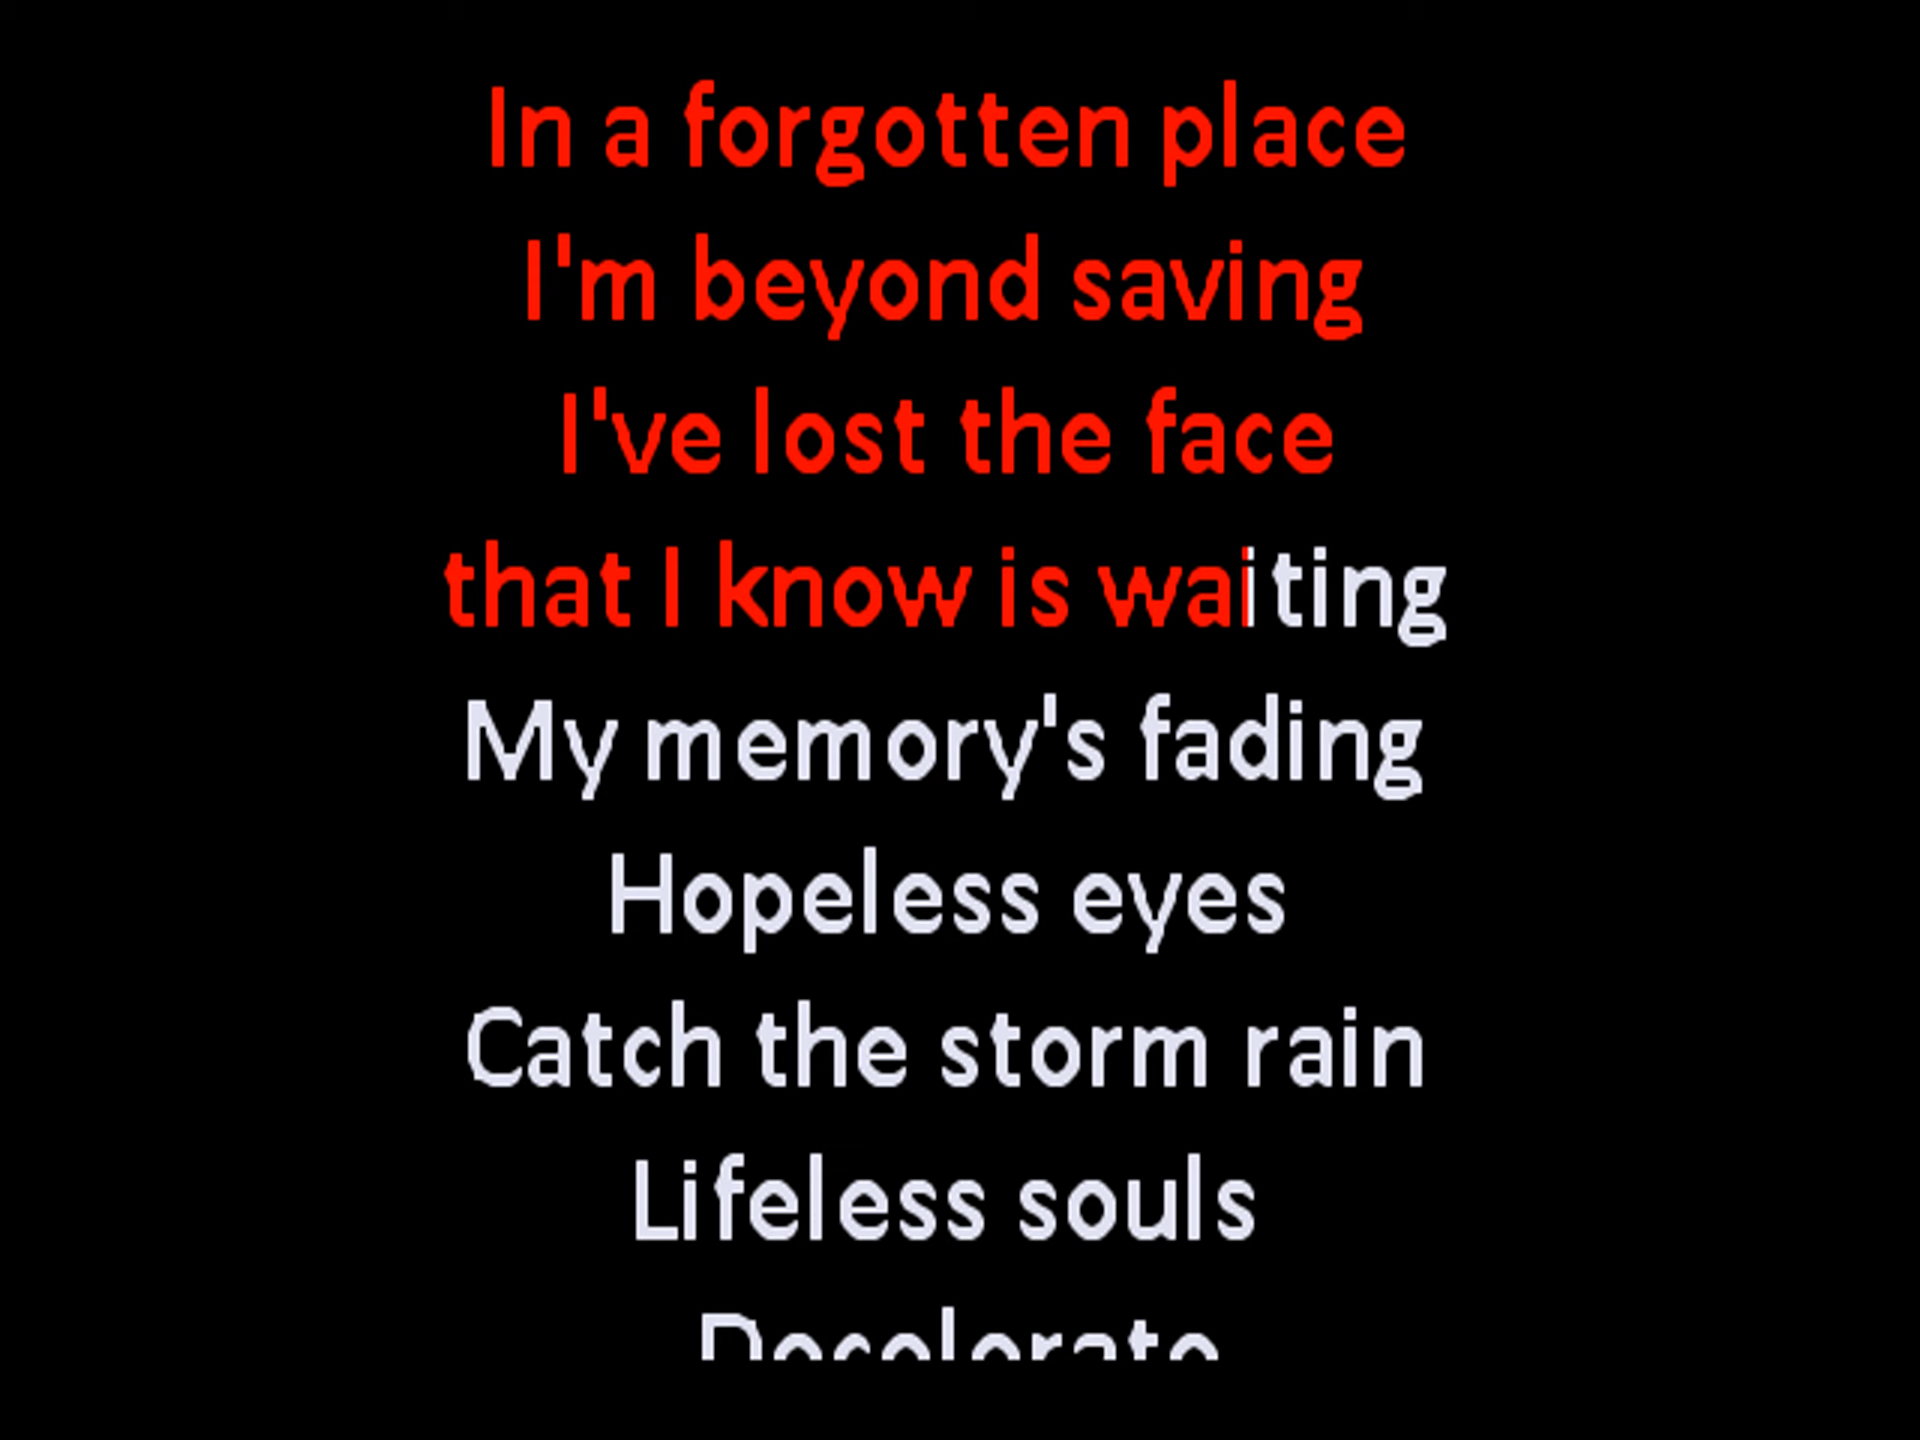 In a forgotten place
I'm beyond saving
I've lost the face
that I know is waiting
My memory's fading
Hopeless eyes
Catch the storm rain
Lifeless souls